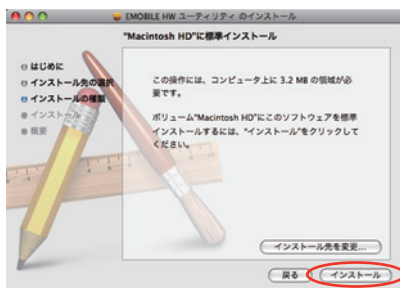 EMOBILE HW ユーティリティ のインストール
"Macintosh HD"に標準インストール
はじめに
インストール先の選択
インストールの種類
インストール
概要
この操作には、コンピュータ上に 3.2 MB の領域が必
要です。
ボリューム"Macintosh HD"にこのソフトウェアを標準
インストールするには、"インストール"をクリックして
ください。
インストール先を変更...
戻る
インストール